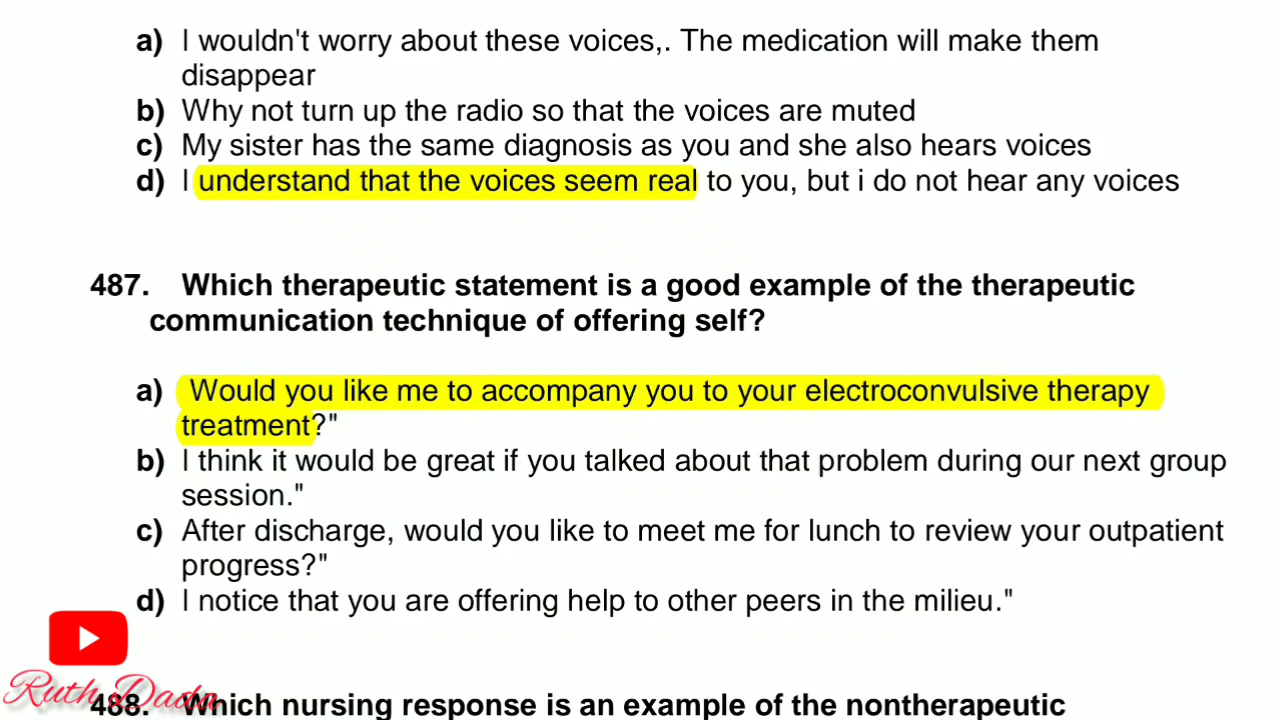 a) I wouldn't worry about these voices,. The medication will make them
disappear
b) Why not turn up the radio so that the voices are muted
c) My sister has the same diagnosis as you and she also hears voices
d) I understand that the voices seem real to you, but i do not hear any voices
487. Which therapeutic statement is a good example of the therapeutic
communication technique of offering self?
a) Would you like me to accompany you to your electroconvulsive therapy
treatment?"
b) I think it would be great if you talked about that problem during our next group
session."
c) After discharge, would you like to meet me for lunch to review your outpatient
progress?"
d) I notice that you are offering help to other peers in the milieu."
Ruth Dada
488. Which nursing response is an example of the nontherapeutic